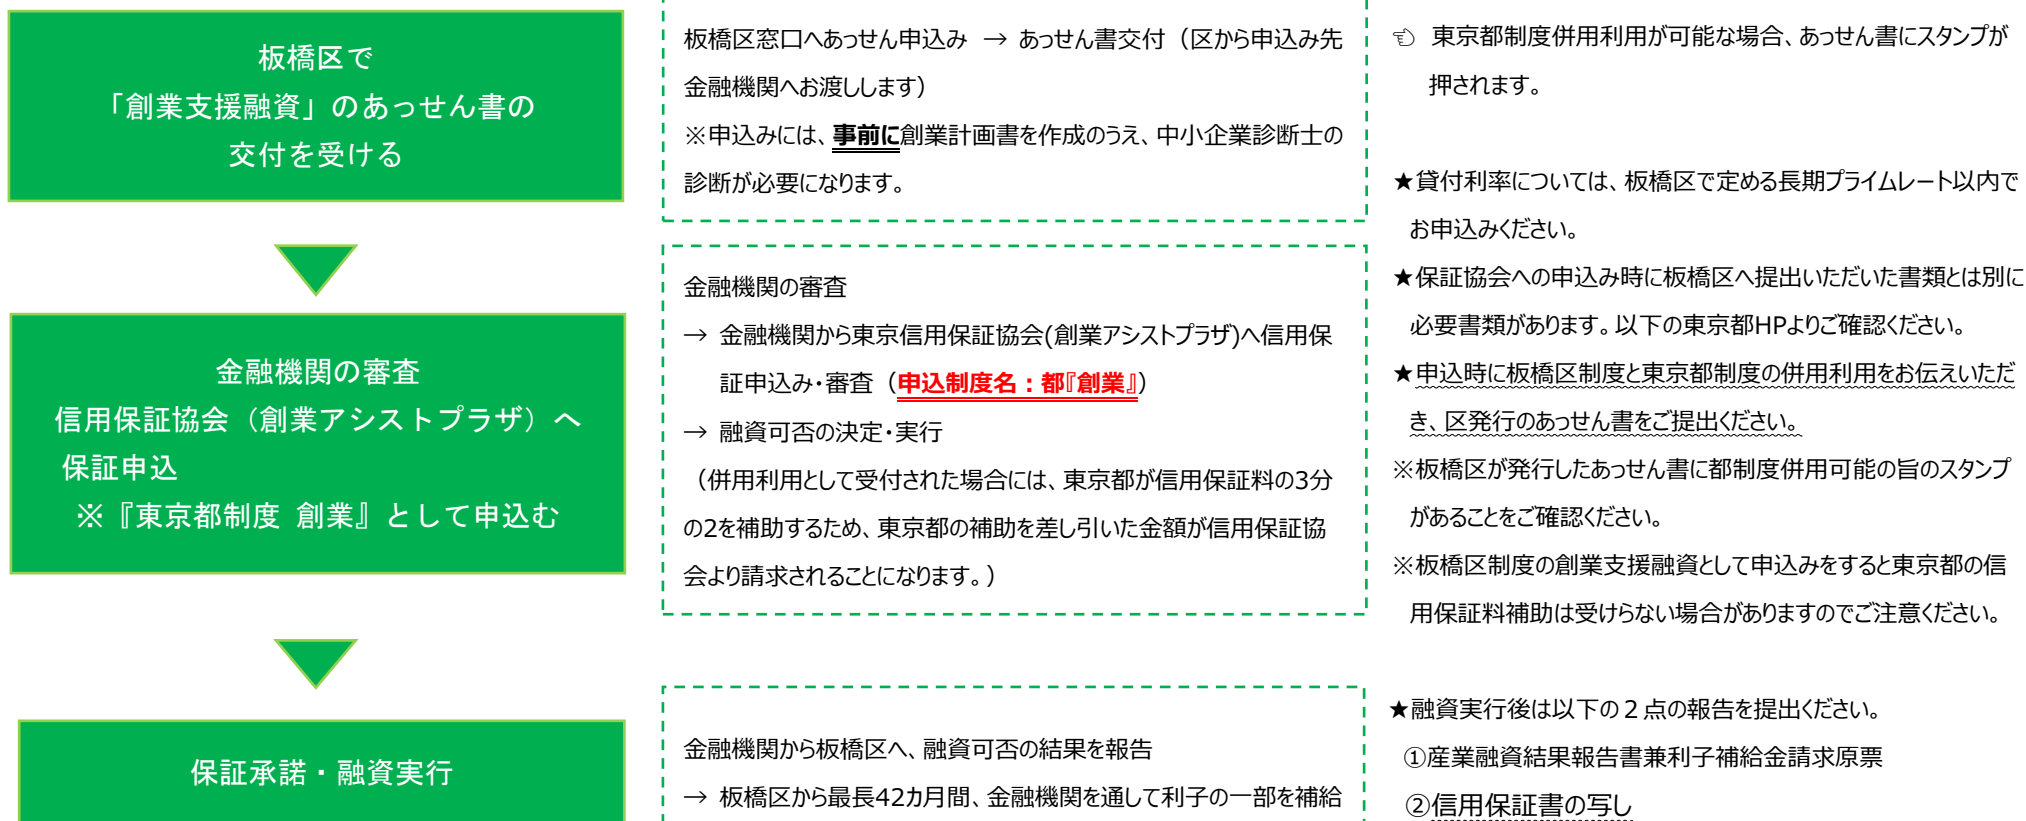 板橋区で
「創業支援融資」のあっせん書の
交付を受ける
板橋区窓口へあっせん申込み → あっせん書交付（区から申込み先
金融機関へお渡しします）
※申込みには、事前に創業計画書を作成のうえ、中小企業診断士の
診断が必要になります。
☜ 東京都制度併用利用が可能な場合、あっせん書にスタンプが
押されます。
★貸付利率については、板橋区で定める長期プライムレート以内で
お申込みください。
★保証協会への申込み時に板橋区へ提出いただいた書類とは別に
必要書類があります。以下の東京都HPよりご確認ください。
★申込時に板橋区制度と東京都制度の併用利用をお伝えいただ
き、区発行のあっせん書をご提出ください。
※板橋区が発行したあっせん書に都制度併用可能の旨のスタンプ
があることをご確認ください。
※板橋区制度の創業支援融資として申込みをすると東京都の信
用保証料補助は受けらない場合がありますのでご注意ください。
金融機関の審査
信用保証協会（創業アシストプラザ）へ
保証申込
※『東京都制度 創業』として申込む
金融機関の審査
→ 金融機関から東京信用保証協会(創業アシストプラザ)へ信用保
証申込み・審査（申込制度名：都『創業』）
→ 融資可否の決定・実行
（併用利用として受付された場合には、東京都が信用保証料の3分
の2を補助するため、東京都の補助を差し引いた金額が信用保証協
会より請求されることになります。）
保証承諾・融資実行
金融機関から板橋区へ、融資可否の結果を報告
→ 板橋区から最長42カ月間、金融機関を通して利子の一部を補給
★融資実行後は以下の２点の報告を提出ください。
①産業融資結果報告書兼利子補給金請求原票
②信用保証書の写し